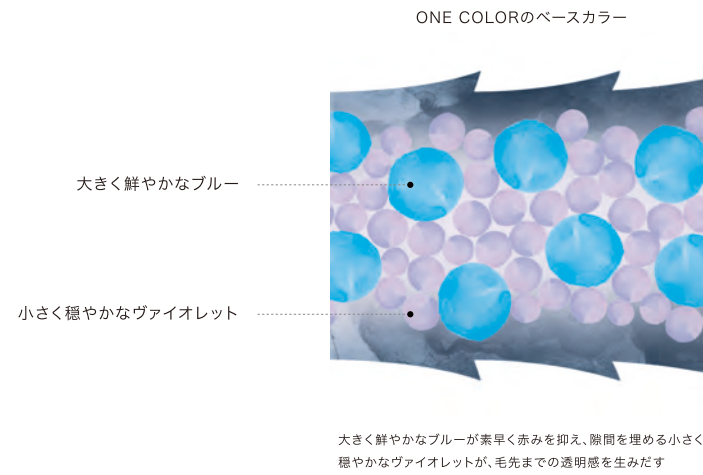 ONE COLORのベースカラー
大きく鮮やかなブルー
小さく穏やかなヴァイオレット
大きく鮮やかなブルーが素早く赤みを抑え、隙間を埋める小さく
穏やかなヴァイオレットが、毛先までの透明感を生みだす